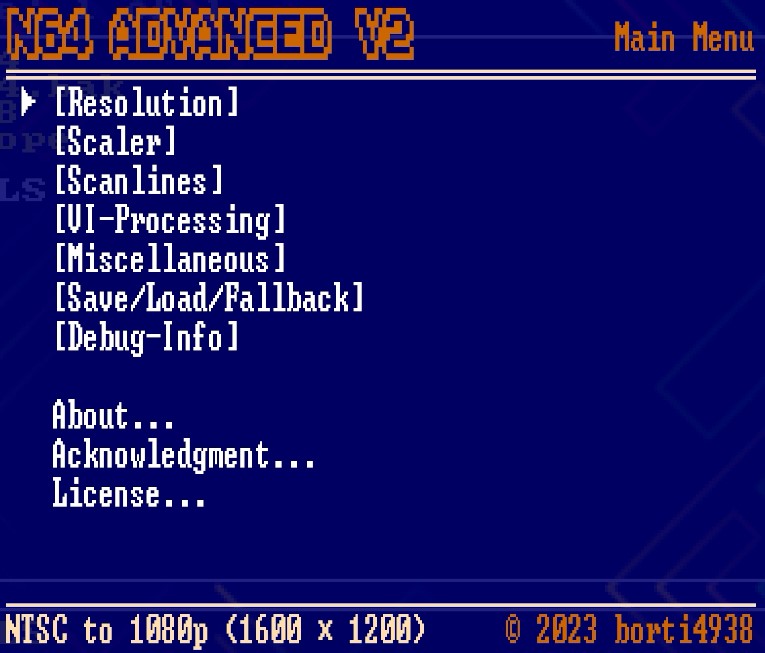 N64 ADVANCED V2
Main Menu
[Resolution]
[Scaler]
[Scanlines]
[VI-Processing]
[Miscellaneous]
[Save/Load/Fallback]
[Debug-Info]
About...
Acknowledgment...
License...
NTSC to 1080p (1600 x 1200)
© 2023 borti4938